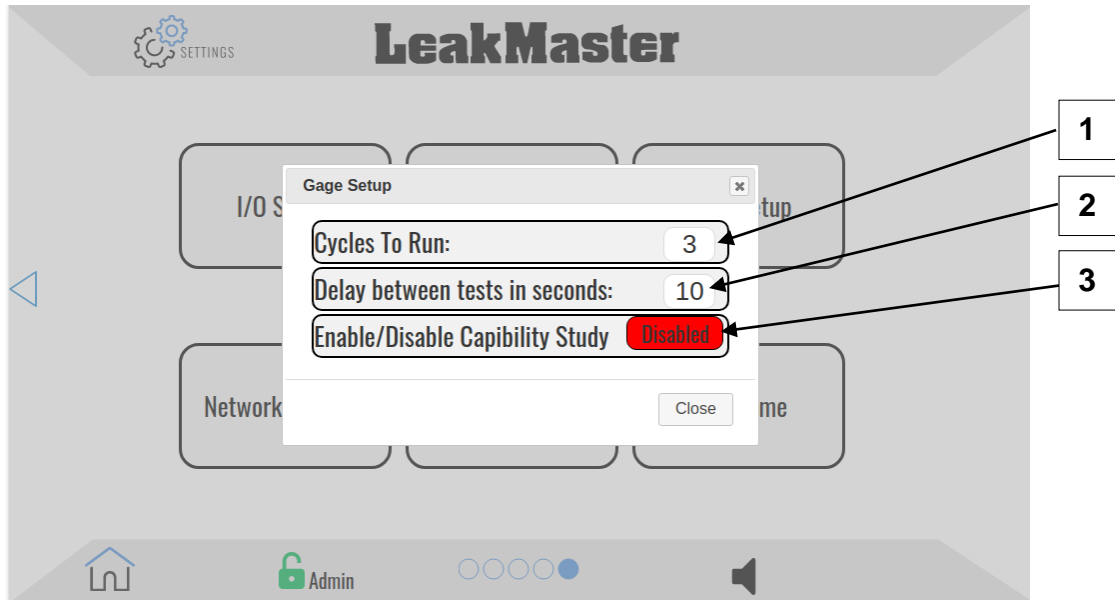 SETTINGS
LeakMaster
1
I/O S
Gage Setup
tup
2
Cycles To Run: 3
Delay between tests in seconds: 10
3
Enable/Disable Capibility Study Disabled
Network
Close
me
Admin